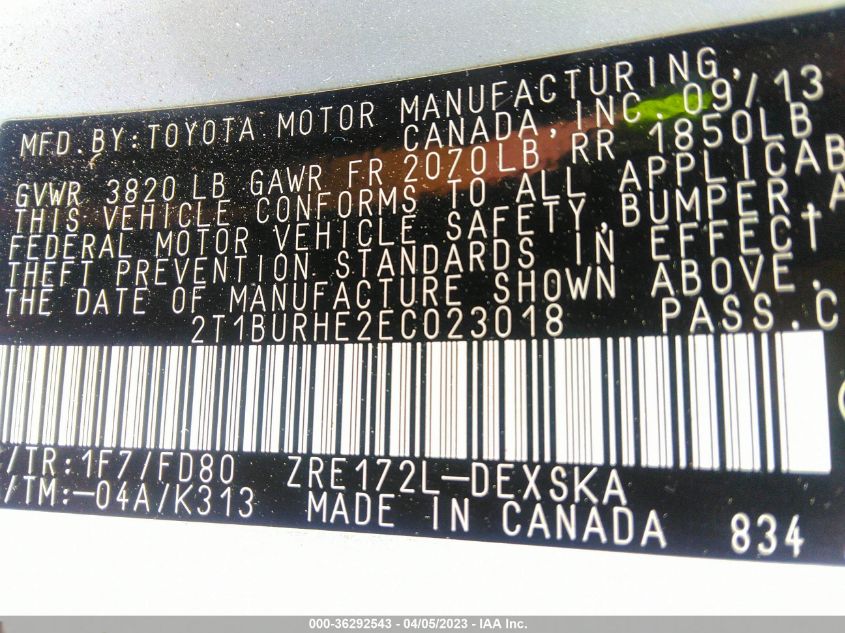 MFD.BY:TOYOTA MOTOR MANUFACTURING,
CANADA,INC.09/13
GVWR 3820LB GAWR FR 2070LB RR 1850LB
THIS VEHICLE CONFORMS TO ALL APPLICAB
FEDERAL MOTOR VEHICLE SAFETY,BUMPER,A
THEFT PREVENTION STANDARDS IN EFFECT
THE DATE OF MANUFACTURE SHOWN ABOVE.
2T1BURHE2EC023018 PASS.C
/TR:1F7/FD80 ZRE172L-DEXSKA
/TM:-04A/K313 MADE IN CANADA 834
000-36292543 - 04/05/2023 - IAA Inc.